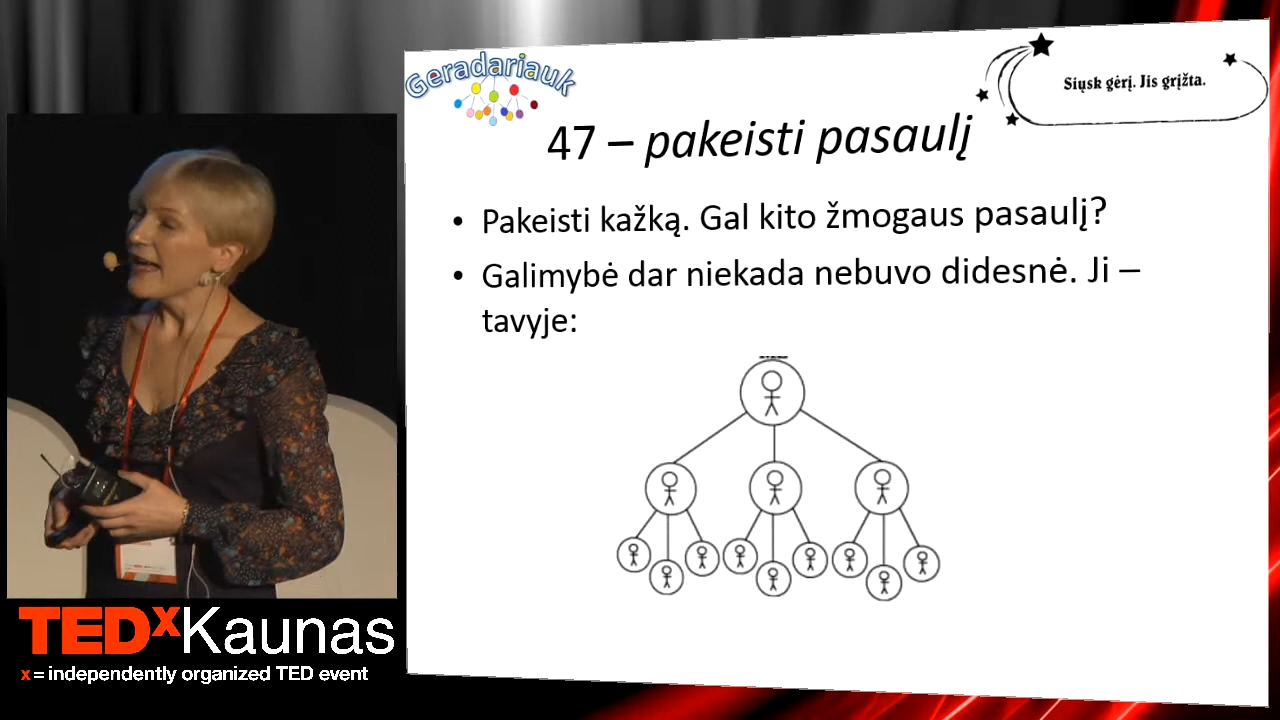 Geradariauk
Siųsk gėrį. Jis grįžta.
47 – pakeisti pasaulį
• Pakeisti kažką. Gal kito žmogaus pasaulį?
• Galimybė dar niekada nebuvo didesnė. Ji –
tavyje:
TEDxKaunas
x = independently organized TED event